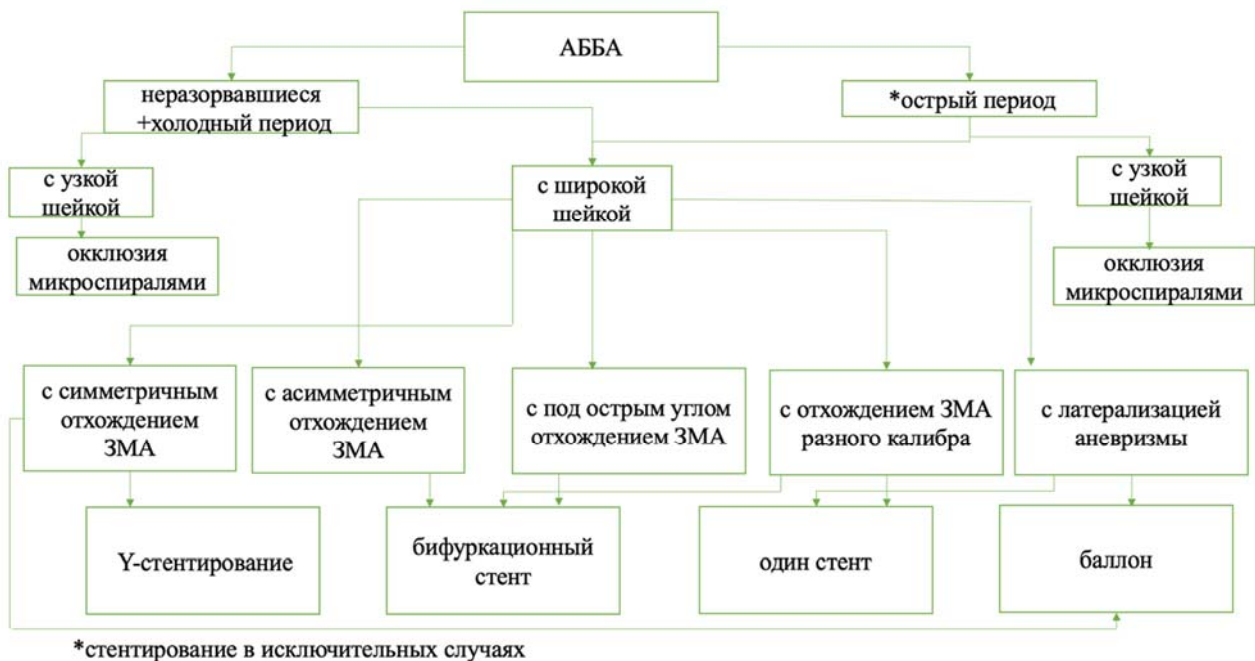 АББА
неразорвавшиеся
+холодный период
*острый период
с узкой
шейкой
с широкой
шейкой
с узкой
шейкой
окклюзия
микроспиралями
окклюзия
микроспиралями
с симметричным
отхождением
ЗМА
с асимметричным
отхождением
ЗМА
с под острым углом
отхождением ЗМА
с отхождением ЗМА
разного калибра
с латерализацией
аневризмы
Y-стентирование
бифуркационный
стент
один стент
баллон
*стентирование в исключительных случаях